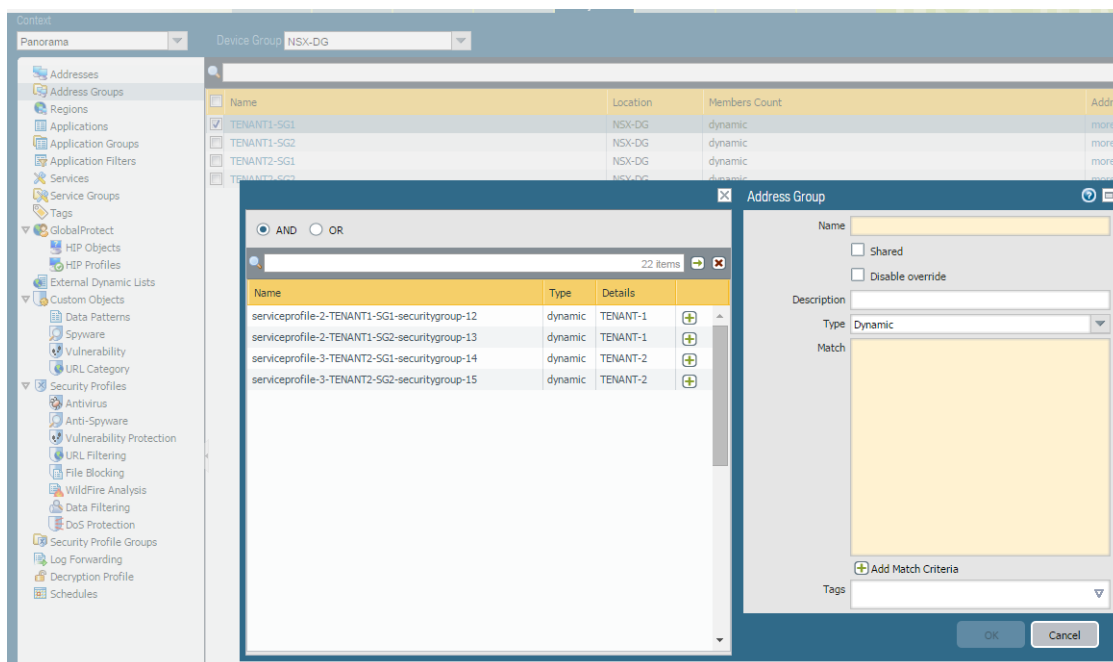 Context
Panorama
Device Group NSX-DG
Addresses
Address Groups
Regions
Applications
Application Groups
Application Filters
Services
Service Groups
Tags
GlobalProtect
HIP Objects
HIP Profiles
External Dynamic Lists
Custom Objects
Data Patterns
Spyware
Vulnerability
URL Category
Security Profiles
Antivirus
Anti-Spyware
Vulnerability Protection
URL Filtering
File Blocking
WildFire Analysis
Data Filtering
DoS Protection
Security Profile Groups
Log Forwarding
Decryption Profile
Schedules
Name Location Members Count Addr
TENANT1-SG1 NSX-DG dynamic more
TENANT1-SG2 NSX-DG dynamic more
TENANT2-SG1 NSX-DG dynamic more
TENANT2-SG2 NSX-DG dynamic more
AND OR
22 items
Name Type Details
serviceprofile-2-TENANT1-SG1-securitygroup-12 dynamic TENANT-1
serviceprofile-2-TENANT1-SG2-securitygroup-13 dynamic TENANT-1
serviceprofile-3-TENANT2-SG1-securitygroup-14 dynamic TENANT-2
serviceprofile-3-TENANT2-SG2-securitygroup-15 dynamic TENANT-2
Address Group
Name
Shared
Disable override
Description
Type Dynamic
Match
Add Match Criteria
Tags
OK Cancel